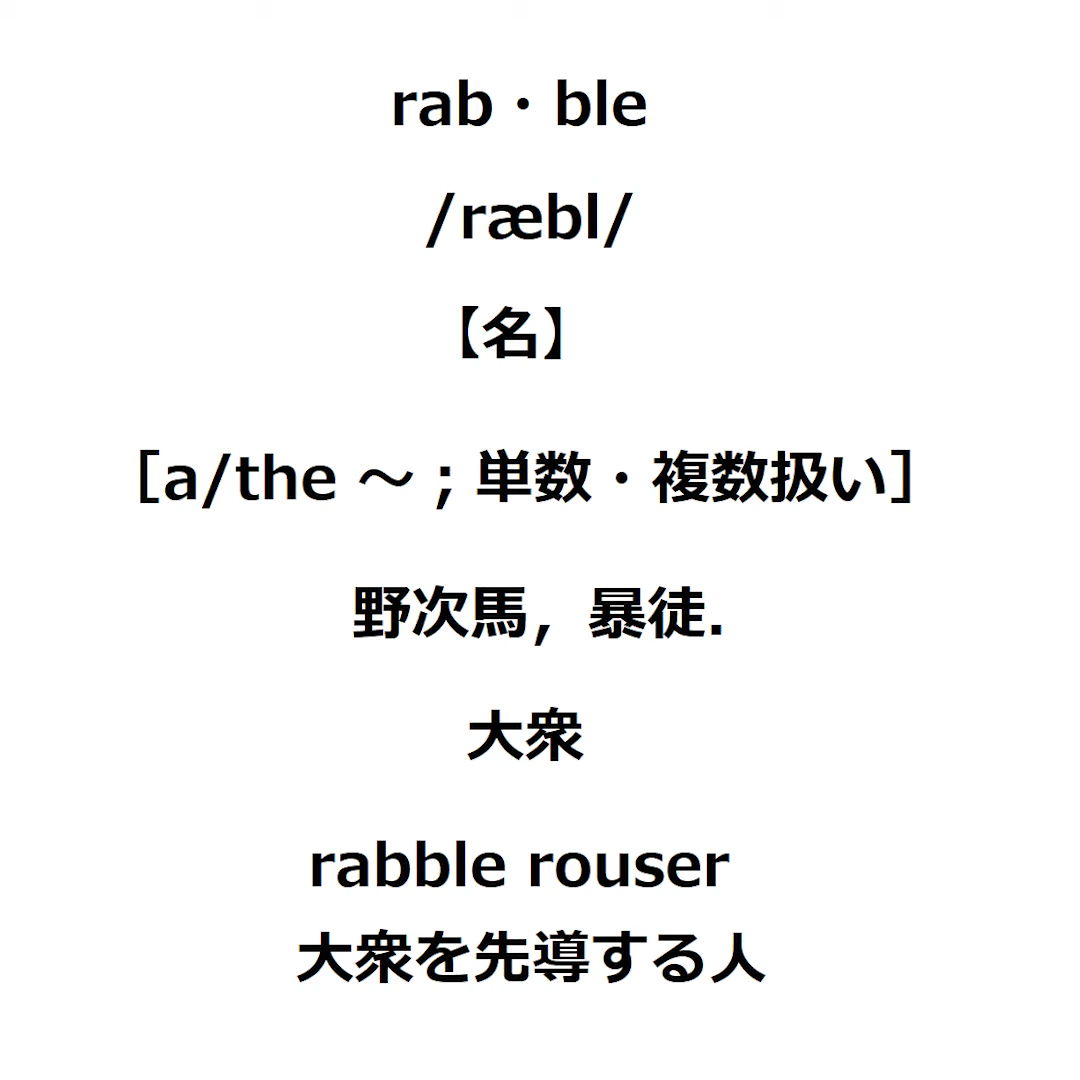 rab・ble
/ræbl/
【名】
［a/the ～；単数・複数扱い］
野次馬，暴徒.
大衆
rabble rouser
大衆を先導する人